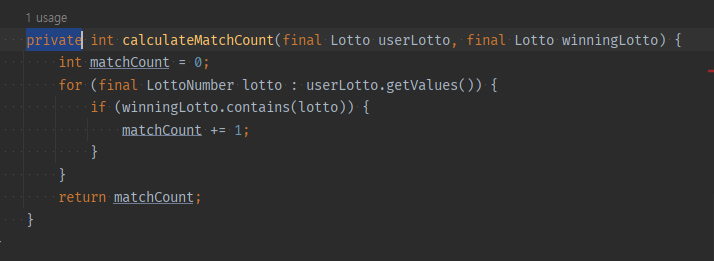 1 usage
private int calculateMatchCount(final Lotto userLotto, final Lotto winningLotto) {
int matchCount = 0;
for (final LottoNumber lotto : userLotto.getValues()) {
if (winningLotto.contains(lotto)) {
matchCount += 1;
}
}
return matchCount;
}